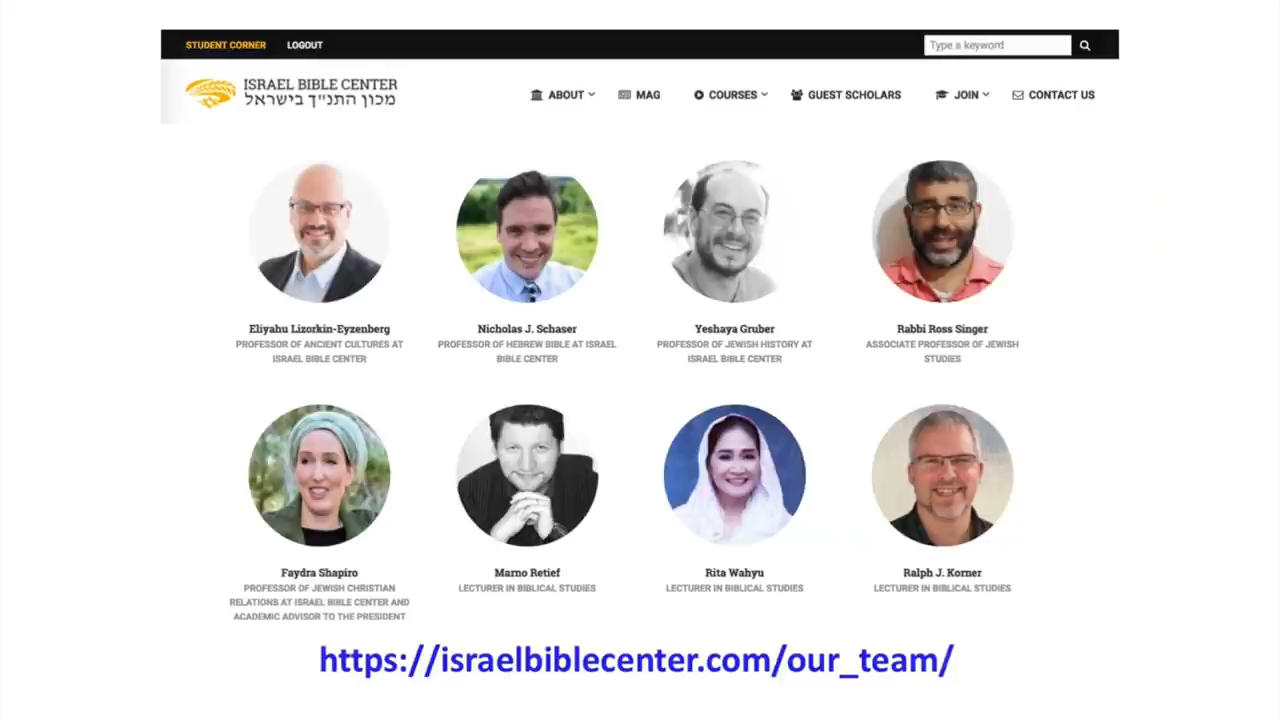 STUDENT CORNER LOGOUT Type a keyword
ISRAEL BIBLE CENTER
מכון התנ״ך בישראל
ABOUT MAG COURSES GUEST SCHOLARS JOIN CONTACT US
Eliyahu Lizorkin-Eyzenberg
PROFESSOR OF ANCIENT CULTURES AT
ISRAEL BIBLE CENTER
Nicholas J. Schaser
PROFESSOR OF HEBREW BIBLE AT ISRAEL
BIBLE CENTER
Yeshaya Gruber
PROFESSOR OF JEWISH HISTORY AT
ISRAEL BIBLE CENTER
Rabbi Ross Singer
ASSOCIATE PROFESSOR OF JEWISH
STUDIES
Faydra Shapiro
PROFESSOR OF JEWISH CHRISTIAN
RELATIONS AT ISRAEL BIBLE CENTER AND
ACADEMIC ADVISOR TO THE PRESIDENT
Marno Retief
LECTURER IN BIBLICAL STUDIES
Rita Wahyu
LECTURER IN BIBLICAL STUDIES
Ralph J. Korner
LECTURER IN BIBLICAL STUDIES
https://israelbiblecenter.com/our_team/